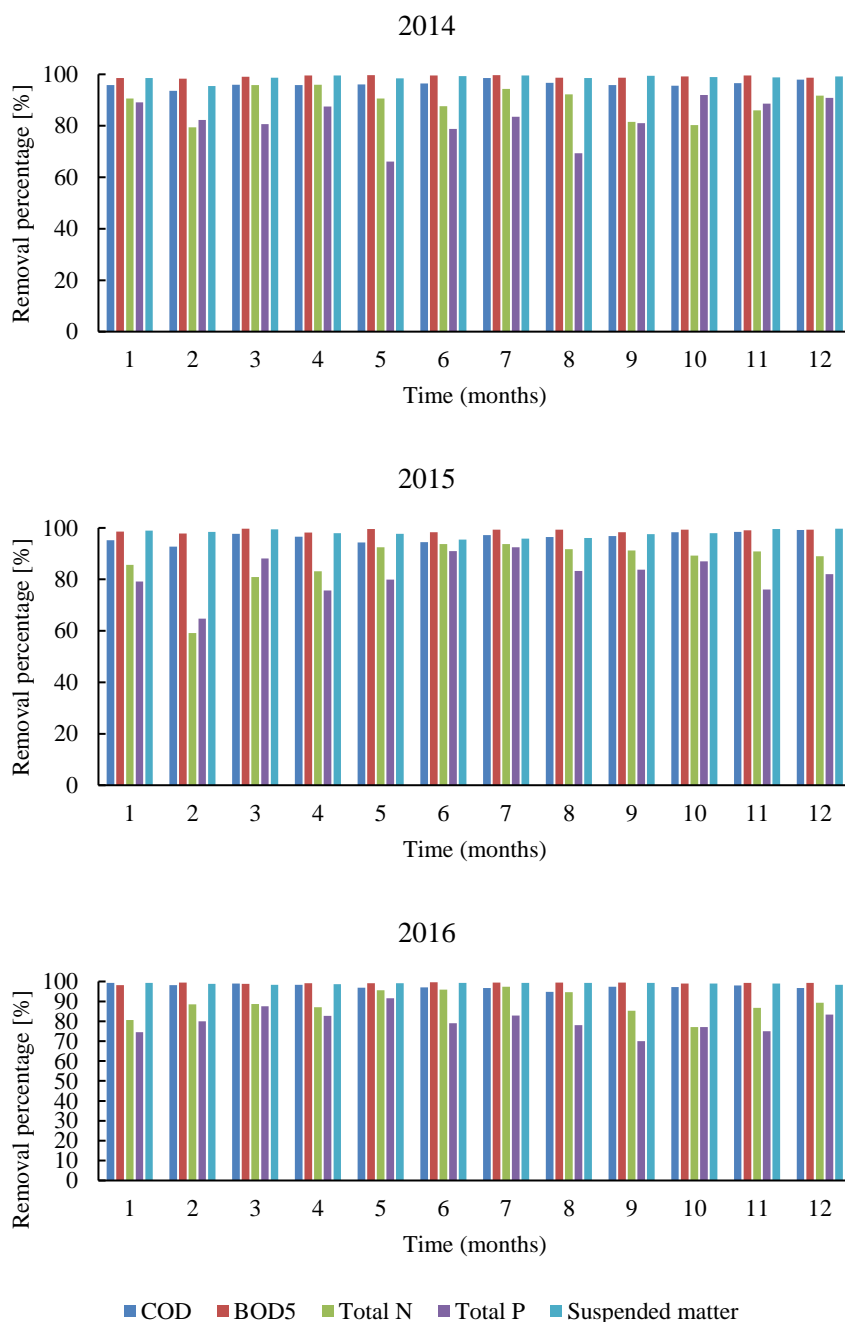 2014
Removal percentage [%]
100
80
60
40
20
0
1 2 3 4 5 6 7 8 9 10 11 12
Time (months)
2015
Removal percentage [%]
100
80
60
40
20
0
1 2 3 4 5 6 7 8 9 10 11 12
Time (months)
2016
Removal percentage [%]
100
90
80
70
60
50
40
30
20
10
0
1 2 3 4 5 6 7 8 9 10 11 12
Time (months)
COD BOD5 Total N Total P Suspended matter